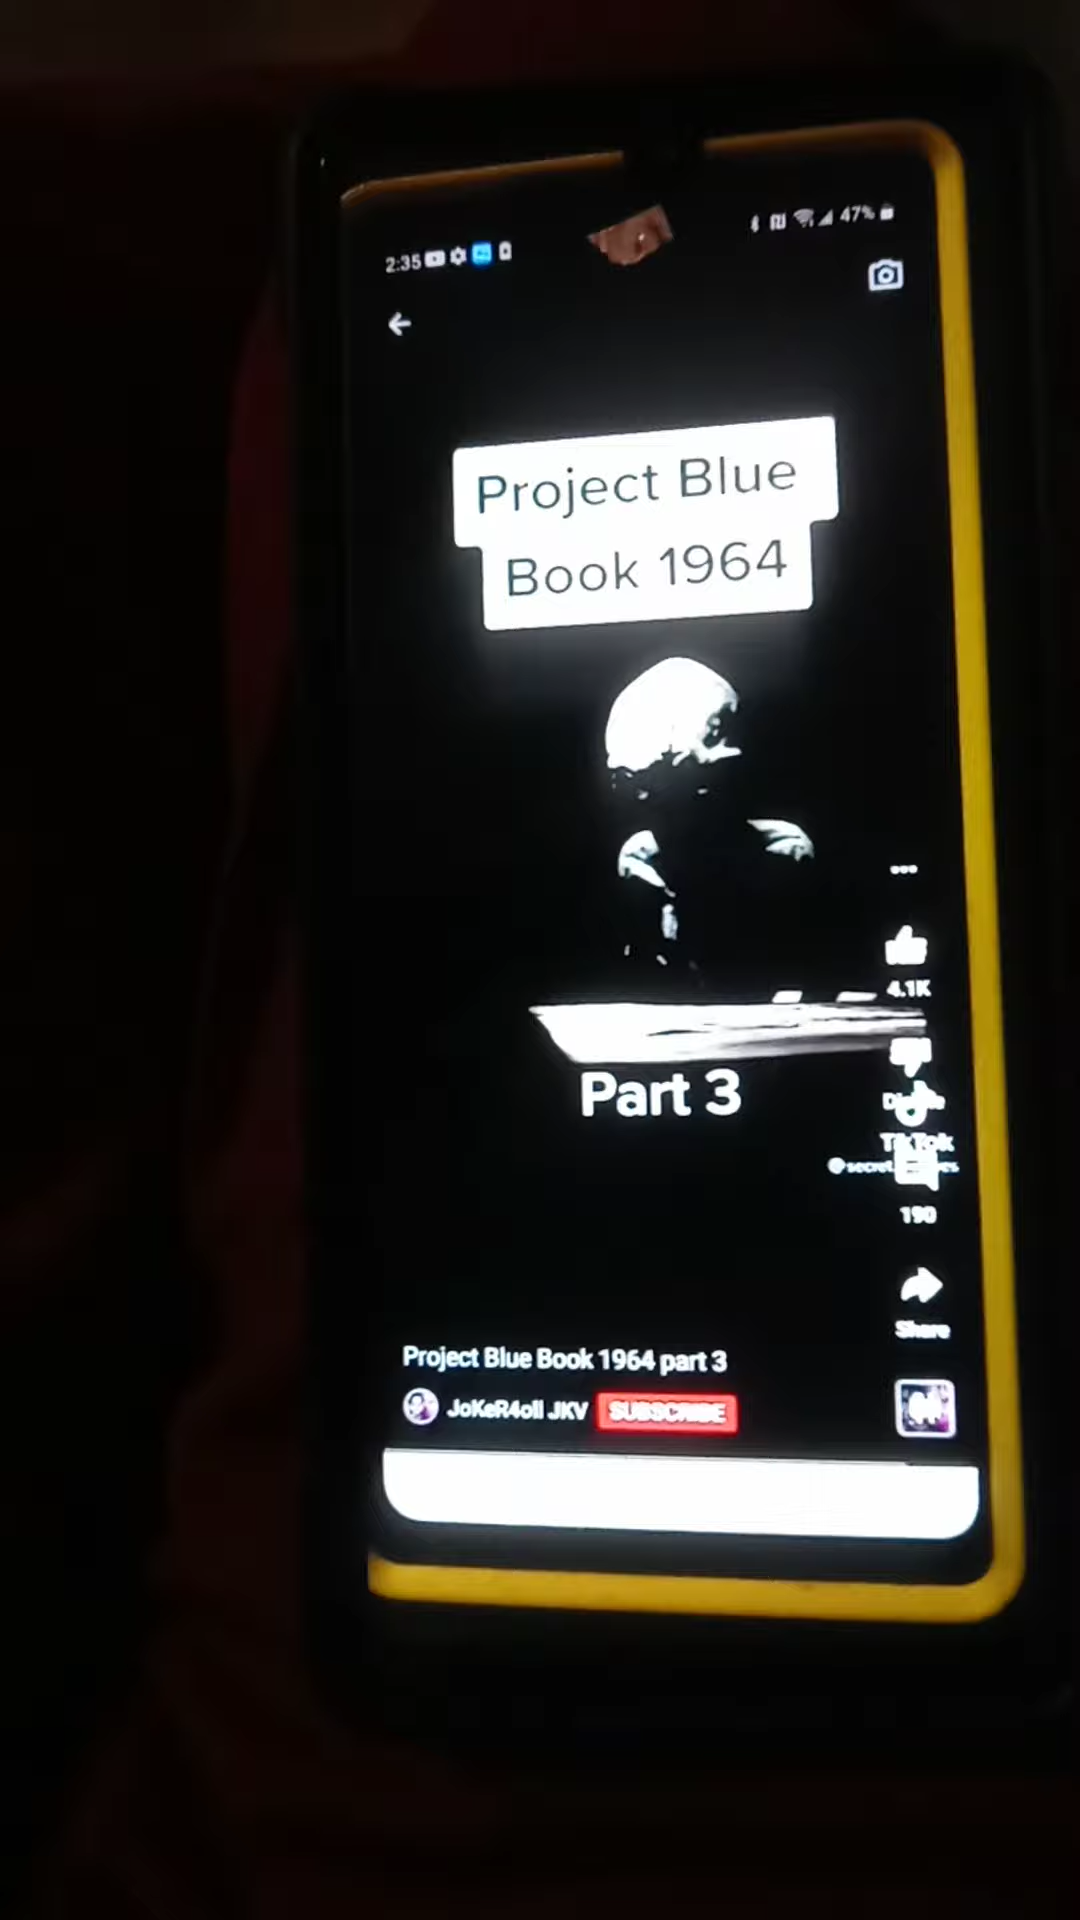 2:35
47%
Project Blue
Book 1964
4.1K
Part 3
TikTok
190
Share
Project Blue Book 1964 part 3
JoKeR4oll JKV SUBSCRIBE